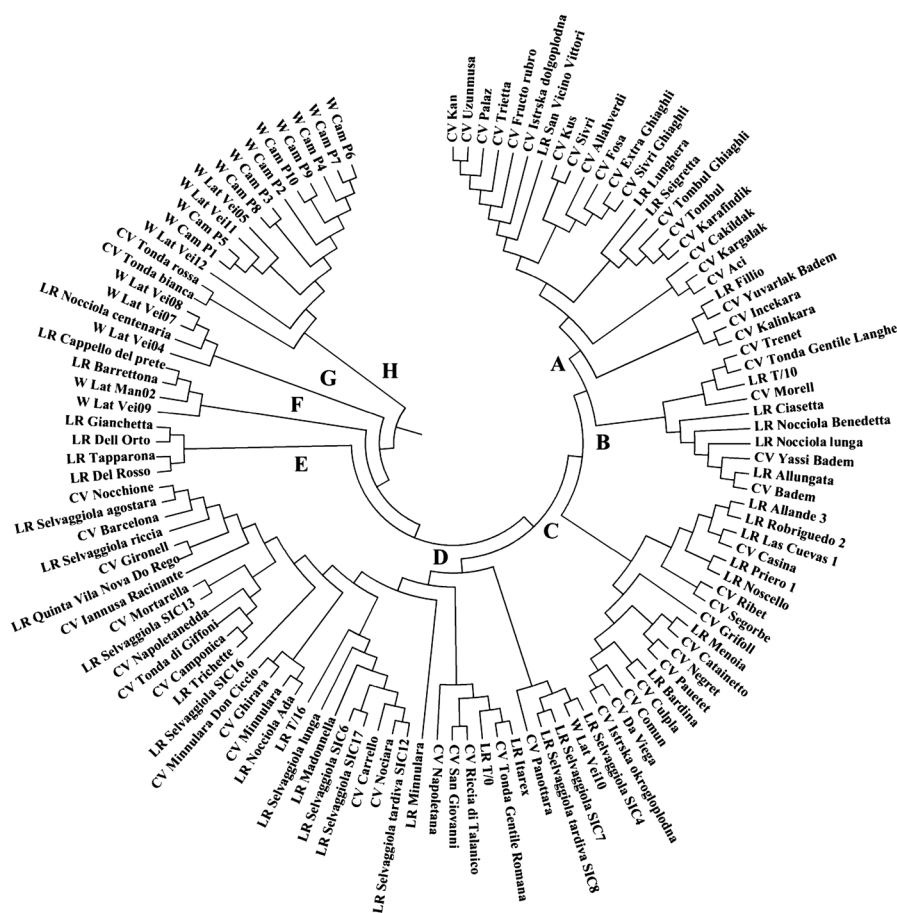 CV Kan
CV Uzunmusa
CV Palaz
CV Trietta
CV Fructo rubro
CV Istrska dolgoplodna
LR San Vicino Vittori
CV Kus
CV Sivri
CV Allahverdi
CV Fosa
CV Extra Ghiaghli
CV Sivri Ghiaghli
LR Lunghera
LR Seigretta
CV Tombul Ghiaghli
CV Tombul
CV Karafindik
CV Cakildak
CV Kargalak
CV Aci
LR Fillio
CV Yuvarlak Badem
CV Incekara
CV Kalinkara
CV Trenet
CV Tonda Gentile Langhe
LR T/10
CV Morell
LR Ciasetta
LR Nocciola Benedetta
LR Nocciola lunga
CV Yassi Badem
LR Allungata
CV Badem
LR Allande 3
LR Robriguedo 2
LR Las Cuevas 1
CV Casina
LR Priero 1
LR Noscello
CV Ribet
CV Segorbe
CV Grifoll
LR Menoia
CV Catainetto
CV Negret
CV Pauetet
LR Bardina
CV Culpla
CV Comun
CV Da Viega
CV Istrska okrogloplodna
LR Selvaggiola SIC4
W Lat Vei10
LR Selvaggiola SIC7
LR Selvaggiola tardiva SIC8
CV Panottara
LR Itarex
CV Tonda Gentile Romana
LR T/0
CV Riccia di Talanico
CV San Giovanni
CV Napoletana
LR Minnulara
LR Selvaggiola tardiva SIC12
CV Nociara
CV Carrello
LR Selvaggiola SIC17
LR Selvaggiola SIC6
LR Madonnella
LR Selvaggiola lunga
LR T/16
LR Nocciola Ada
CV Minnulara
CV Ghirara
CV Minnulara Don Ciccio
LR Selvaggiola SIC16
LR Trichette
CV Camponica
CV Tonda di Giffoni
CV Napoletanedda
LR Selvaggiola SIC13
CV Mortarella
CV Iannusa Racinante
LR Quinta Vila Nova Do Rego
CV Gironell
LR Selvaggiola riccia
CV Barcelona
LR Selvaggiola agostara
CV Nocchione
LR Del Rosso
LR Tapparona
LR Dell Orto
LR Gianchetta
W Lat Vei09
W Lat Man02
LR Barrettona
LR Cappello del prete
W Lat Vei04
LR Nocciola centenaria
W Lat Vei07
W Lat Vei08
CV Tonda bianca
CV Tonda rossa
W Lat Vei12
W Cam P1
W Cam P5
W Lat Vei11
W Lat Vei05
W Cam P8
W Cam P3
W Cam P2
W Cam P10
W Cam P9
W Cam P4
W Cam P7
W Cam P6
A
B
C
D
E
F
G
H